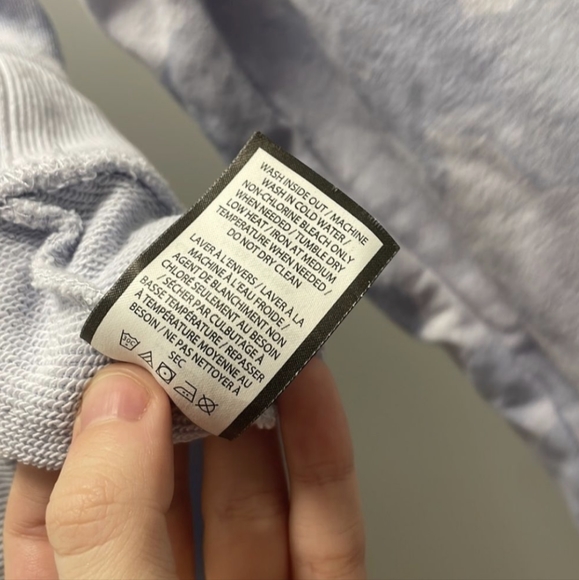 WASH INSIDE OUT / MACHINE
WASH IN COLD WATER /
NON-CHLORINE BLEACH ONLY
WHEN NEEDED / TUMBLE DRY
LOW HEAT / IRON AT MEDIUM
TEMPERATURE WHEN NEEDED /
DO NOT DRY CLEAN
LAVER À L'ENVERS / LAVER À LA
MACHINE À L'EAU FROIDE /
AGENT DE BLANCHIMENT NON
CHLORE SEULEMENT AU BESOIN
/ SÉCHER PAR CULBUTAGE À
BASSE TEMPÉRATURE / REPASSER
À TEMPÉRATURE MOYENNE AU
BESOIN / NE PAS NETTOYER À
SEC